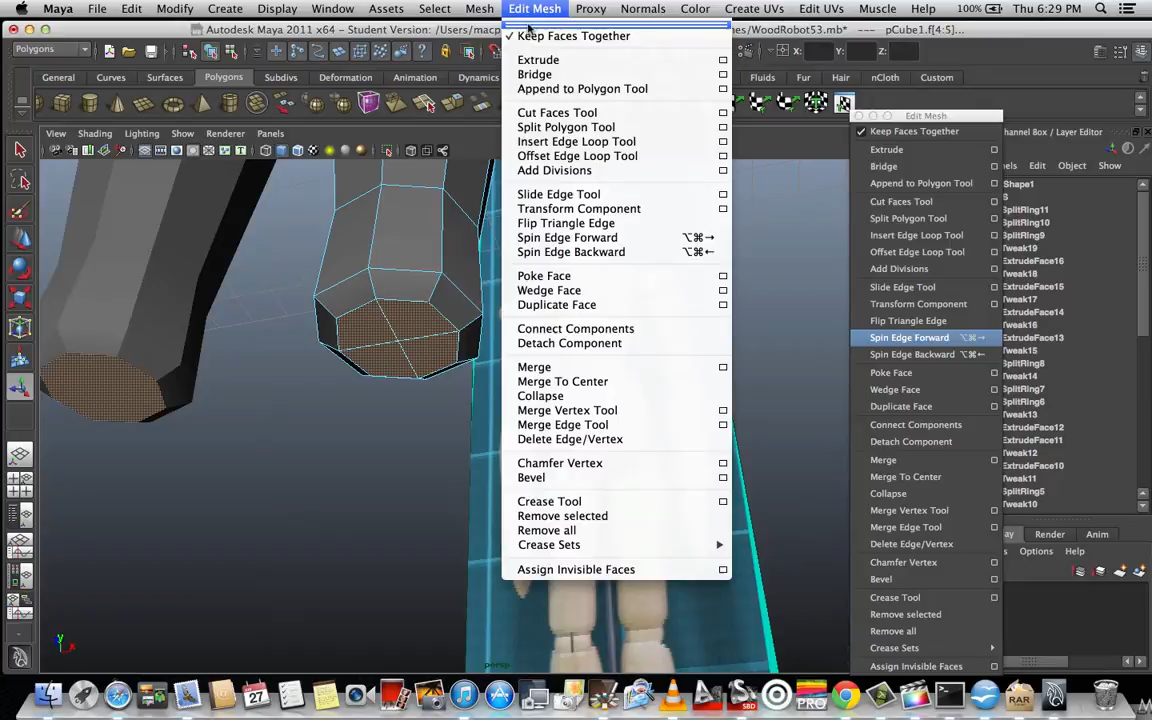 Maya File Edit Modify Create Display Window Assets Select Mesh Edit Mesh Proxy Normals Color Create UVs Edit UVs Muscle Help 100% Thu 6:29 PM
Autodesk Maya 2011 x64 - Student Version: /Users/macp
nes/WoodRobot53.mb* --- pCube1.f[4:5]...
Polygons
X: Y: Z:
General Curves Surfaces Polygons Subdivs Deformation Animation Dynamics
Fluids Fur Hair nCloth Custom
View Shading Lighting Renderer Panels
Keep Faces Together
Extrude
Bridge
Append to Polygon Tool
Cut Faces Tool
Split Polygon Tool
Insert Edge Loop Tool
Offset Edge Loop Tool
Add Divisions
Slide Edge Tool
Transform Component
Flip Triangle Edge
Spin Edge Forward ⌥⌘→
Spin Edge Backward ⌥⌘←
Poke Face
Wedge Face
Duplicate Face
Connect Components
Detach Component
Merge
Merge To Center
Collapse
Merge Vertex Tool
Merge Edge Tool
Delete Edge/Vertex
Chamfer Vertex
Bevel
Crease Tool
Remove selected
Remove all
Crease Sets
Assign Invisible Faces
Edit Mesh
Keep Faces Together
Extrude
Bridge
Append to Polygon Tool
Cut Faces Tool
Split Polygon Tool
Insert Edge Loop Tool
Offset Edge Loop Tool
Add Divisions
Slide Edge Tool
Transform Component
Flip Triangle Edge
Spin Edge Forward ⌥⌘→
Spin Edge Backward ⌥⌘←
Poke Face
Wedge Face
Duplicate Face
Connect Components
Detach Component
Merge
Merge To Center
Collapse
Merge Vertex Tool
Merge Edge Tool
Delete Edge/Vertex
Chamfer Vertex
Bevel
Crease Tool
Remove selected
Remove all
Crease Sets
Assign Invisible Faces
hannel Box / Layer Editor
els Edit Object Show
Shape1
S
SplitRing11
SplitRing10
SplitRing9
Tweak19
ExtrudeFace16
Tweak18
ExtrudeFace15
Tweak17
ExtrudeFace14
Tweak16
ExtrudeFace13
Tweak15
SplitRing7
SplitRing6
Tweak13
ExtrudeFace12
ExtrudeFace11
Tweak12
ExtrudeFace10
Tweak11
SplitRing5
Tweak10
ay Render Anim
Options Help
y
x
persp
27
PRO
SBD
RAR